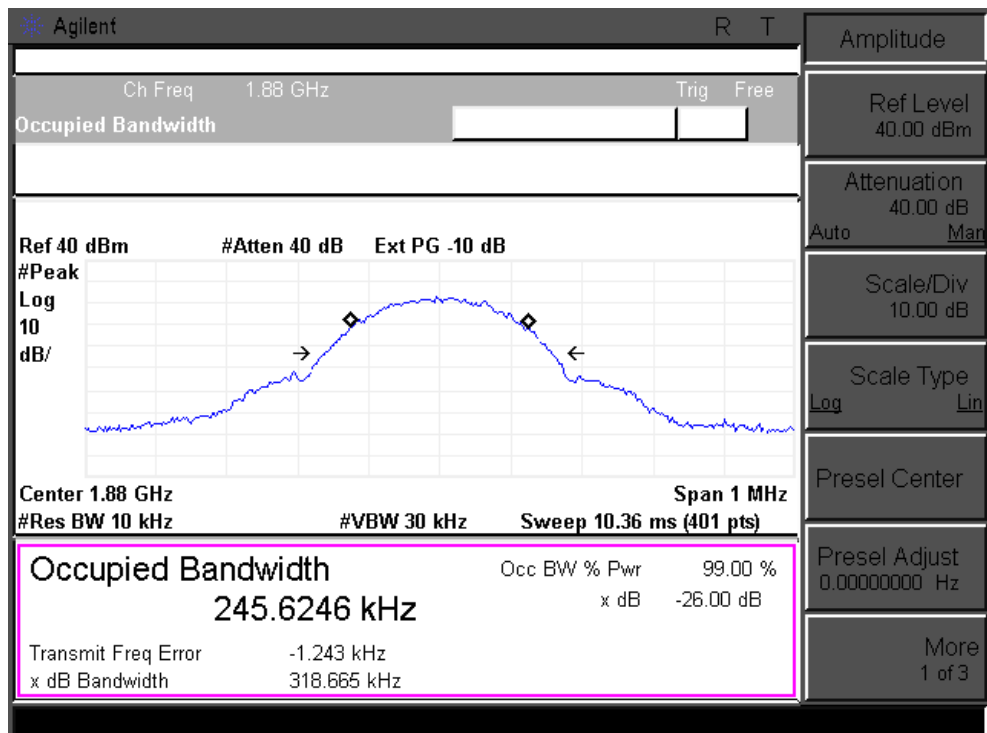 Agilent R T
Ch Freq 1.88 GHz Trig Free
Occupied Bandwidth
Ref 40 dBm #Atten 40 dB Ext PG -10 dB
#Peak
Log
10
dB/
Center 1.88 GHz Span 1 MHz
#Res BW 10 kHz #VBW 30 kHz Sweep 10.36 ms (401 pts)
Occupied Bandwidth
245.6246 kHz
Occ BW % Pwr 99.00 %
x dB -26.00 dB
Transmit Freq Error -1.243 kHz
x dB Bandwidth 318.665 kHz
Amplitude
Ref Level
40.00 dBm
Attenuation
40.00 dB
Auto Man
Scale/Div
10.00 dB
Scale Type
Log Lin
Presel Center
Presel Adjust
0.00000000 Hz
More
1 of 3